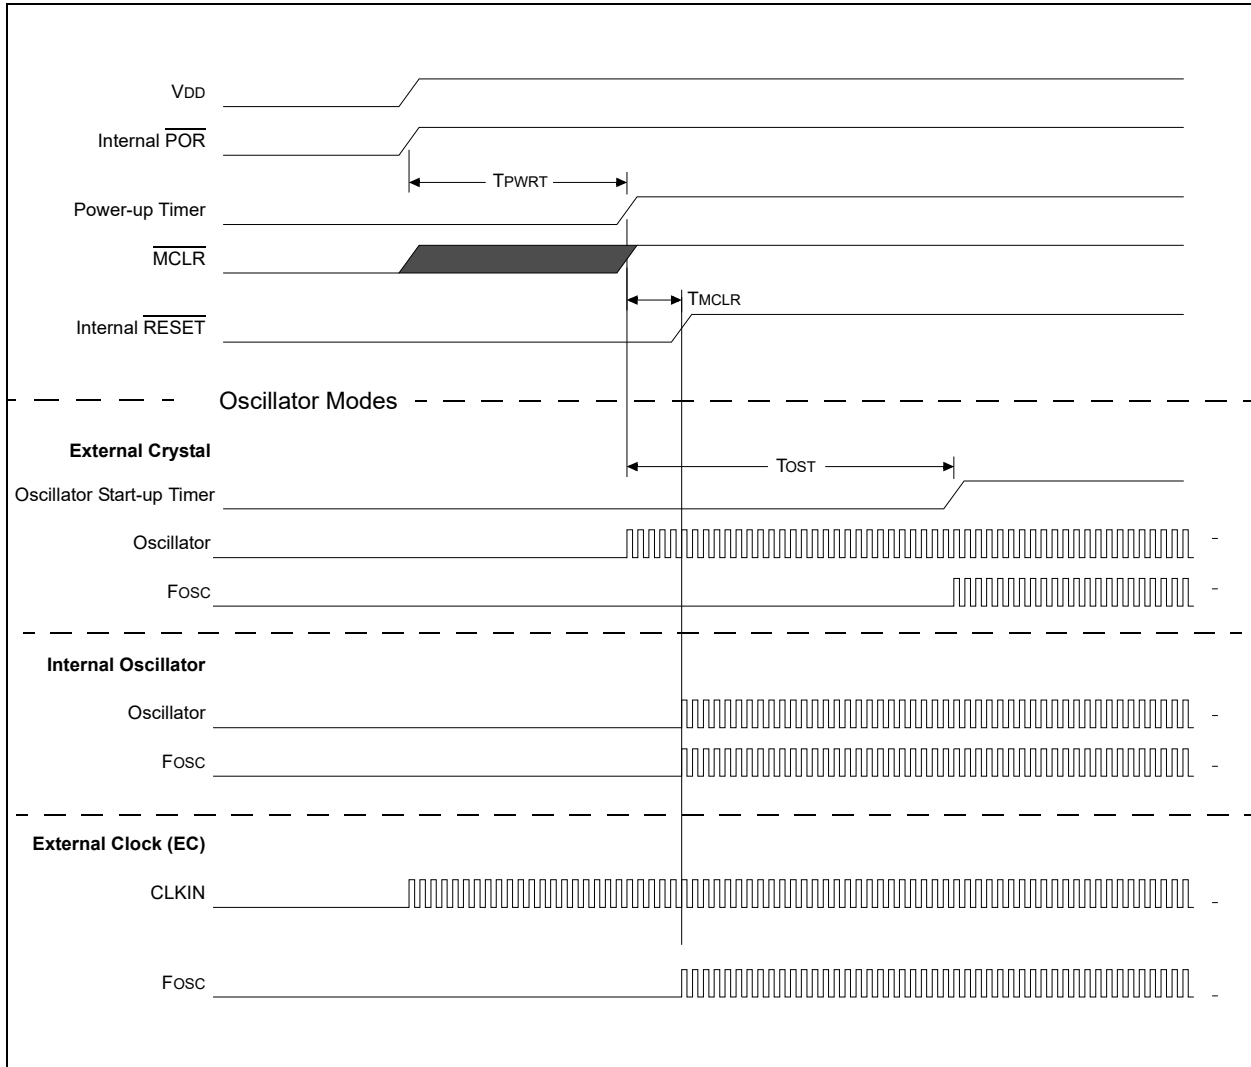 VDD
Internal POR
TPWRT
Power-up Timer
MCLR
TMCLR
Internal RESET
Oscillator Modes
External Crystal
TOST
Oscillator Start-up Timer
Oscillator
FOSC
Internal Oscillator
Oscillator
FOSC
External Clock (EC)
CLKIN
FOSC